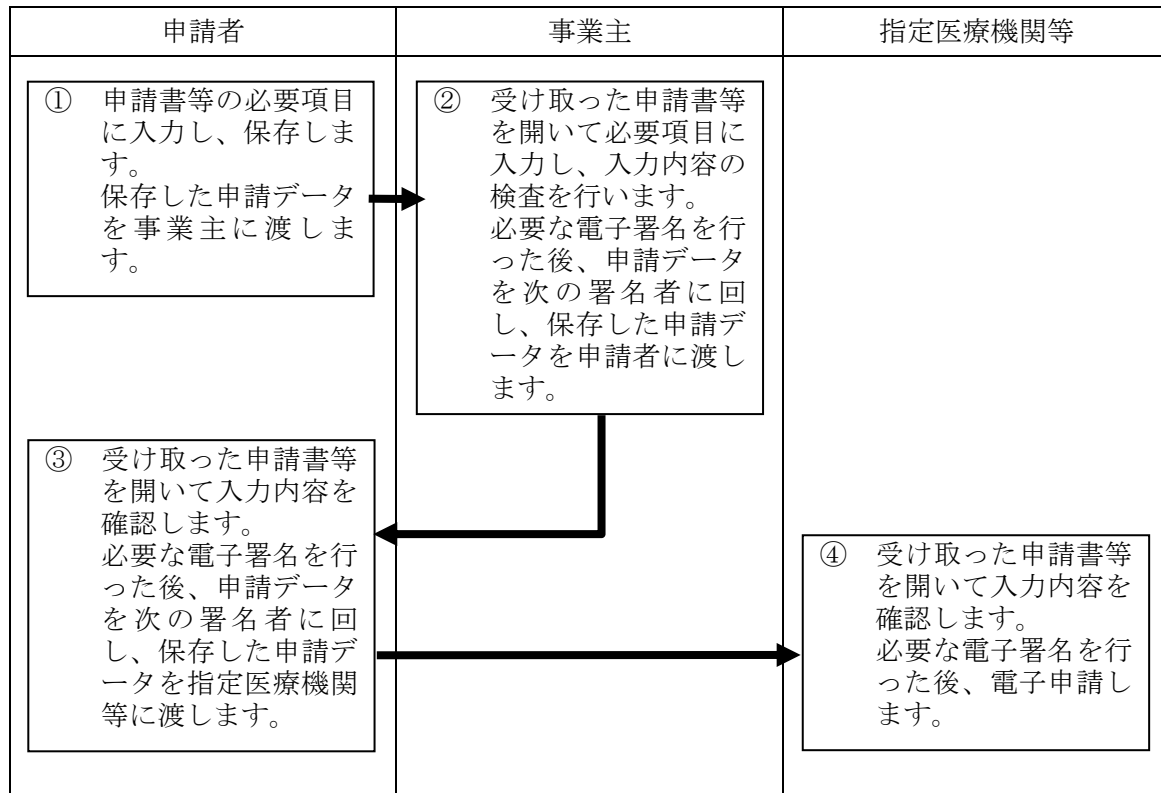 申請者
事業主
指定医療機関等
① 申請書等の必要項目
に入力し、保存しま
す。
保存した申請データ
を事業主に渡しま
す。
② 受け取った申請書等
を開いて必要項目に
入力し、入力内容の
検査を行います。
必要な電子署名を行
った後、申請データ
を次の署名者に回
し、保存した申請デ
ータを申請者に渡し
ます。
③ 受け取った申請書等
を開いて入力内容を
確認します。
必要な電子署名を行
った後、申請データ
を次の署名者に回
し、保存した申請デ
ータを指定医療機関
等に渡します。
④ 受け取った申請書等
を開いて入力内容を
確認します。
必要な電子署名を行
った後、電子申請し
ます。